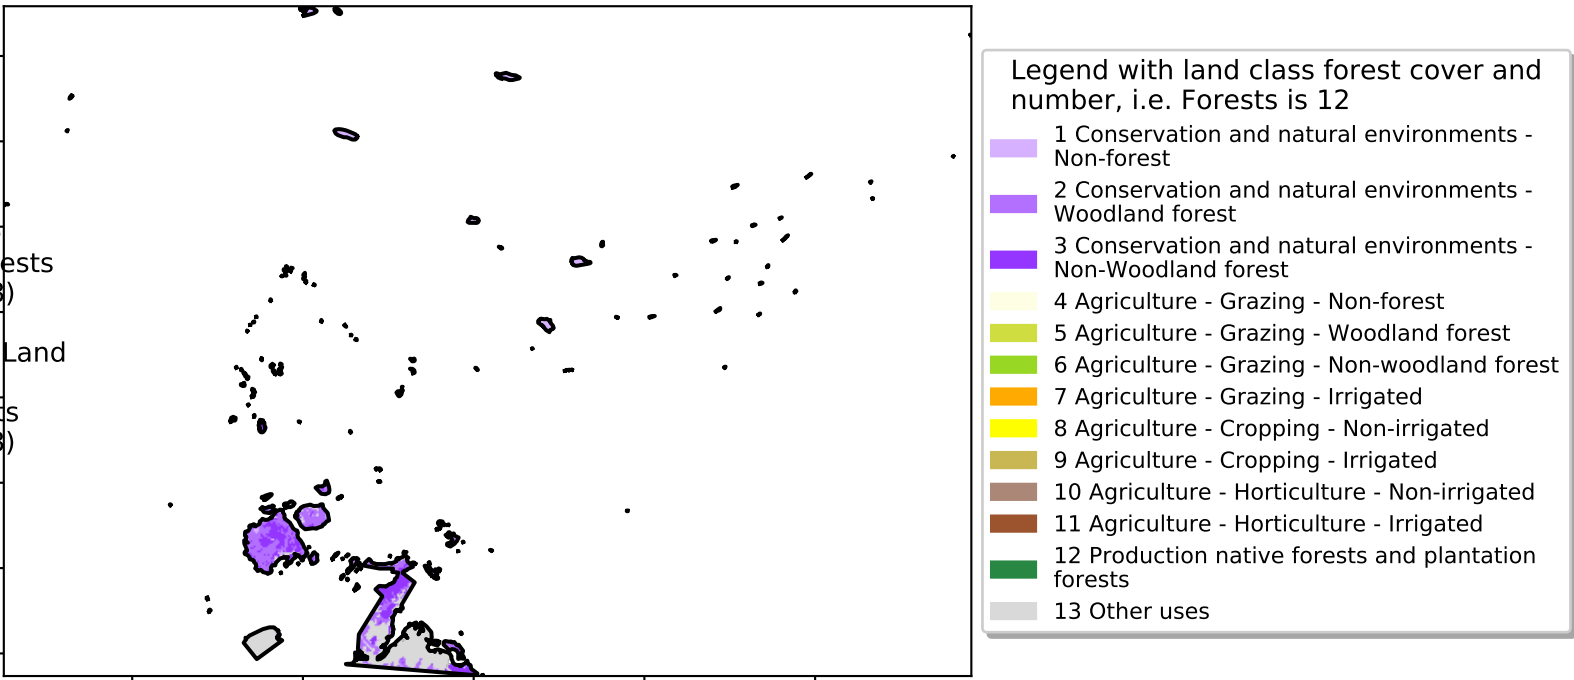 Legend with land class forest cover and
number, i.e. Forests is 12
1 Conservation and natural environments -
Non-forest
2 Conservation and natural environments -
Woodland forest
3 Conservation and natural environments -
Non-Woodland forest
4 Agriculture - Grazing - Non-forest
5 Agriculture - Grazing - Woodland forest
6 Agriculture - Grazing - Non-woodland forest
7 Agriculture - Grazing - Irrigated
8 Agriculture - Cropping - Non-irrigated
9 Agriculture - Cropping - Irrigated
10 Agriculture - Horticulture - Non-irrigated
11 Agriculture - Horticulture - Irrigated
12 Production native forests and plantation
forests
13 Other uses
ests
Land